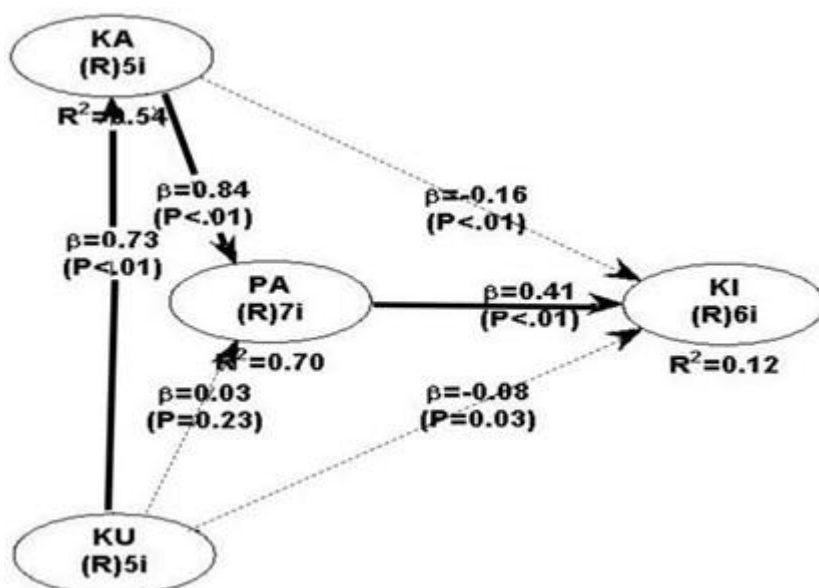 KA
(R)5i
R²=0.54
β=0.84
(P<.01)
β=-0.16
(P<.01)
β=0.73
(P<.01)
PA
(R)7i
R²=0.70
β=0.41
(P<.01)
KI
(R)6i
R²=0.12
β=0.03
(P=0.23)
β=-0.08
(P=0.03)
KU
(R)5i